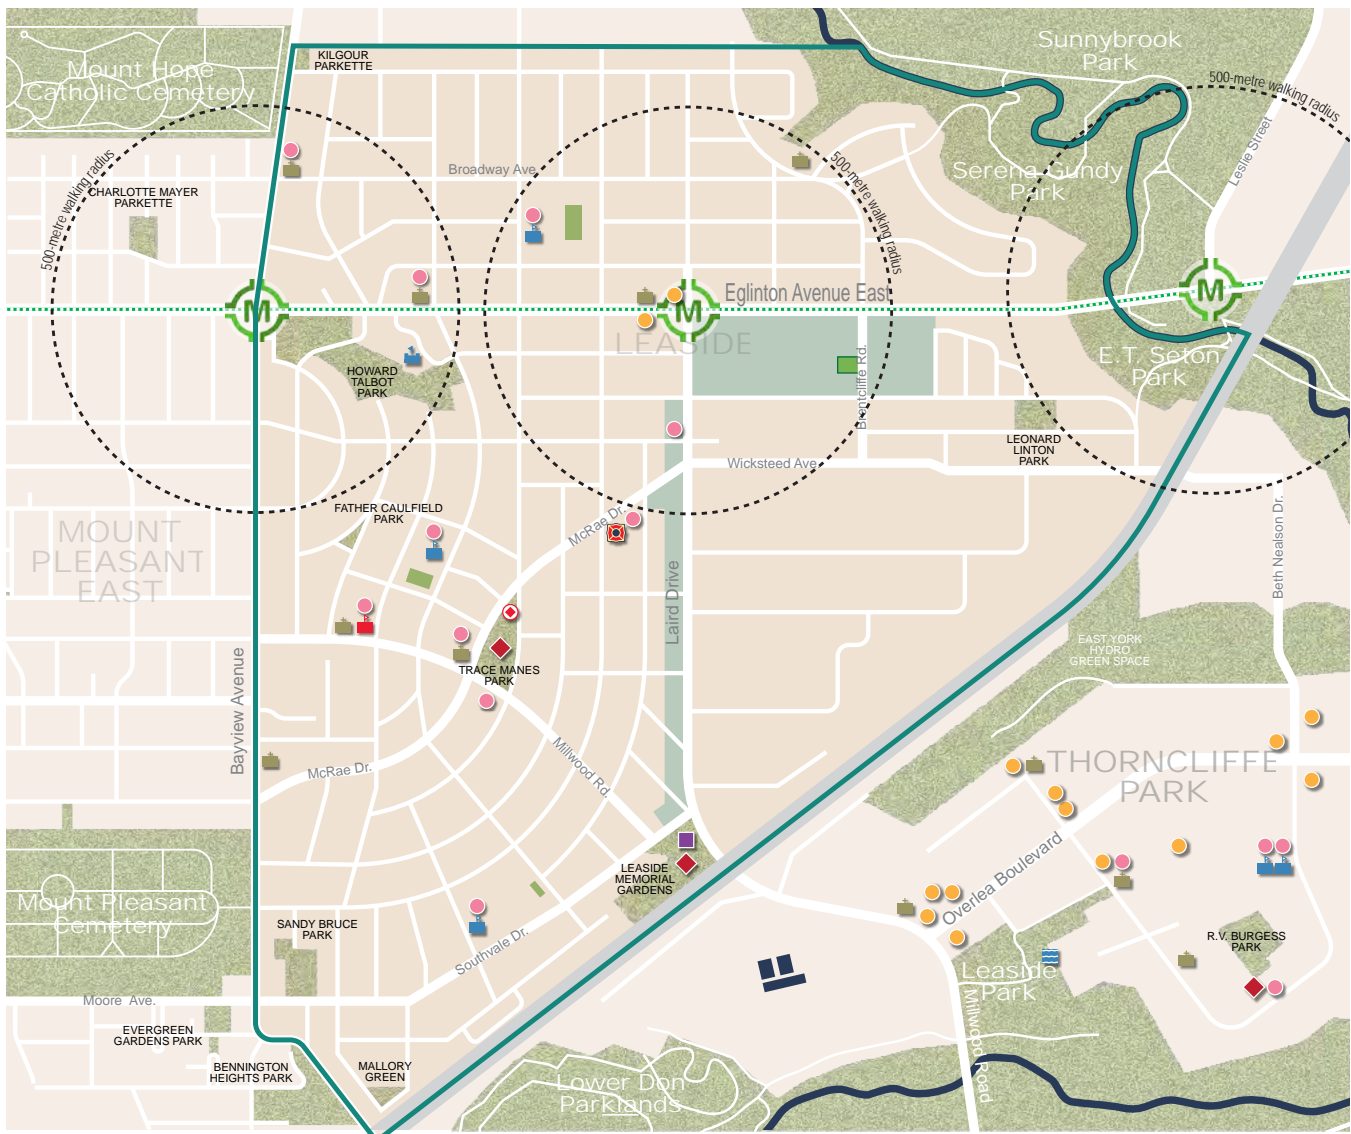 Sunnybrook
Park
500-metre walking radius
KILGOUR
PARKETTE
Mount Hope
Catholic Cemetery
Leslie Street
500-metre walking radius
500-metre walking radius
Broadway Ave.
Serena Gundy
Park
CHARLOTTE MAYER
PARKETTE
M
M
M
Eglinton Avenue East
LEASIDE
E.T. Seton
Park
HOWARD
TALBOT
PARK
Brentcliffe Rd.
LEONARD
LINTON
PARK
Wicksteed Ave.
FATHER CAULFIELD
PARK
McRae Dr.
MOUNT
PLEASANT
EAST
Beth Nealson Dr.
Laird Drive
EAST YORK
HYDRO
GREEN SPACE
TRACE MANES
PARK
Bayview Avenue
McRae Dr.
Millwood Rd.
THORNCLIFFE
PARK
Overlea Boulevard
LEASIDE
MEMORIAL
GARDENS
Mount Pleasant
Cemetery
SANDY BRUCE
PARK
Southvale Dr.
R.V. BURGESS
PARK
Leaside
Park
Moore Ave.
Millwood Road
EVERGREEN
GARDENS PARK
BENNINGTON
HEIGHTS PARK
MALLORY
GREEN
Lower Don
Parklands